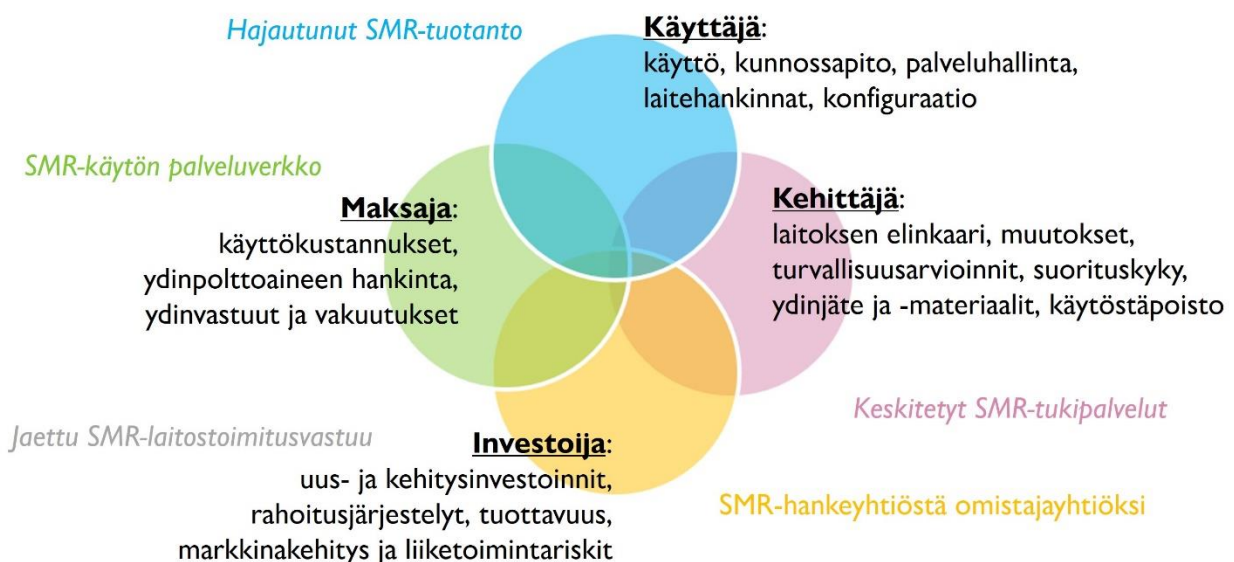 Hajautunut SMR-tuotanto
Käyttäjä:
käyttö, kunnossapito, palveluhallinta,
laitehankinnat, konfiguraatio
SMR-käytön palveluverkko
Maksaja:
käyttökustannukset,
ydinpolttoaineen hankinta,
ydinvastuut ja vakuutukset
Kehittäjä:
laitoksen elinkaari, muutokset,
turvallisuusarvioinnit, suorituskyky,
ydinjäte ja -materiaalit, käytöstäpoisto
Keskitetyt SMR-tukipalvelut
Jaettu SMR-laitostoimitusvastuu
Investoija:
uus- ja kehitysinvestoinnit,
rahoitusjärjestelyt, tuottavuus,
markkinakehitys ja liiketoimintariskit
SMR-hankeyhtiöstä omistajayhtiöksi